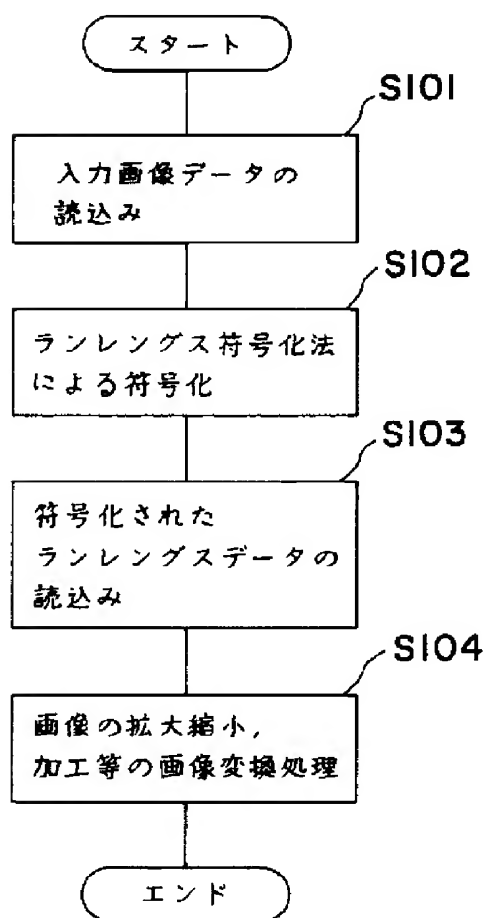 スタート
S101
入力画像データの
読込み
S102
ランレングス符号化法
による符号化
S103
符号化された
ランレングスデータの
読込み
S104
画像の拡大縮小,
加工等の画像変換処理
エンド